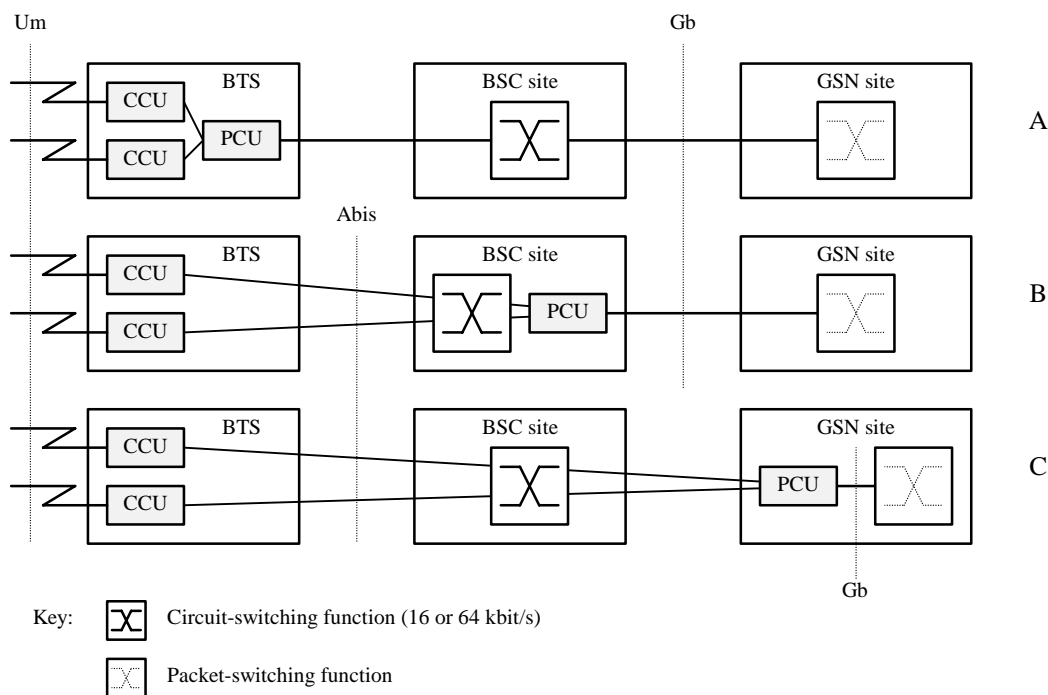 Um
Gb
BTS
BSC site
GSN site
CCU
CCU
PCU
A
Abis
BTS
BSC site
GSN site
CCU
CCU
PCU
B
BTS
BSC site
GSN site
CCU
CCU
PCU
C
Gb
Key:
Circuit-switching function (16 or 64 kbit/s)
Packet-switching function